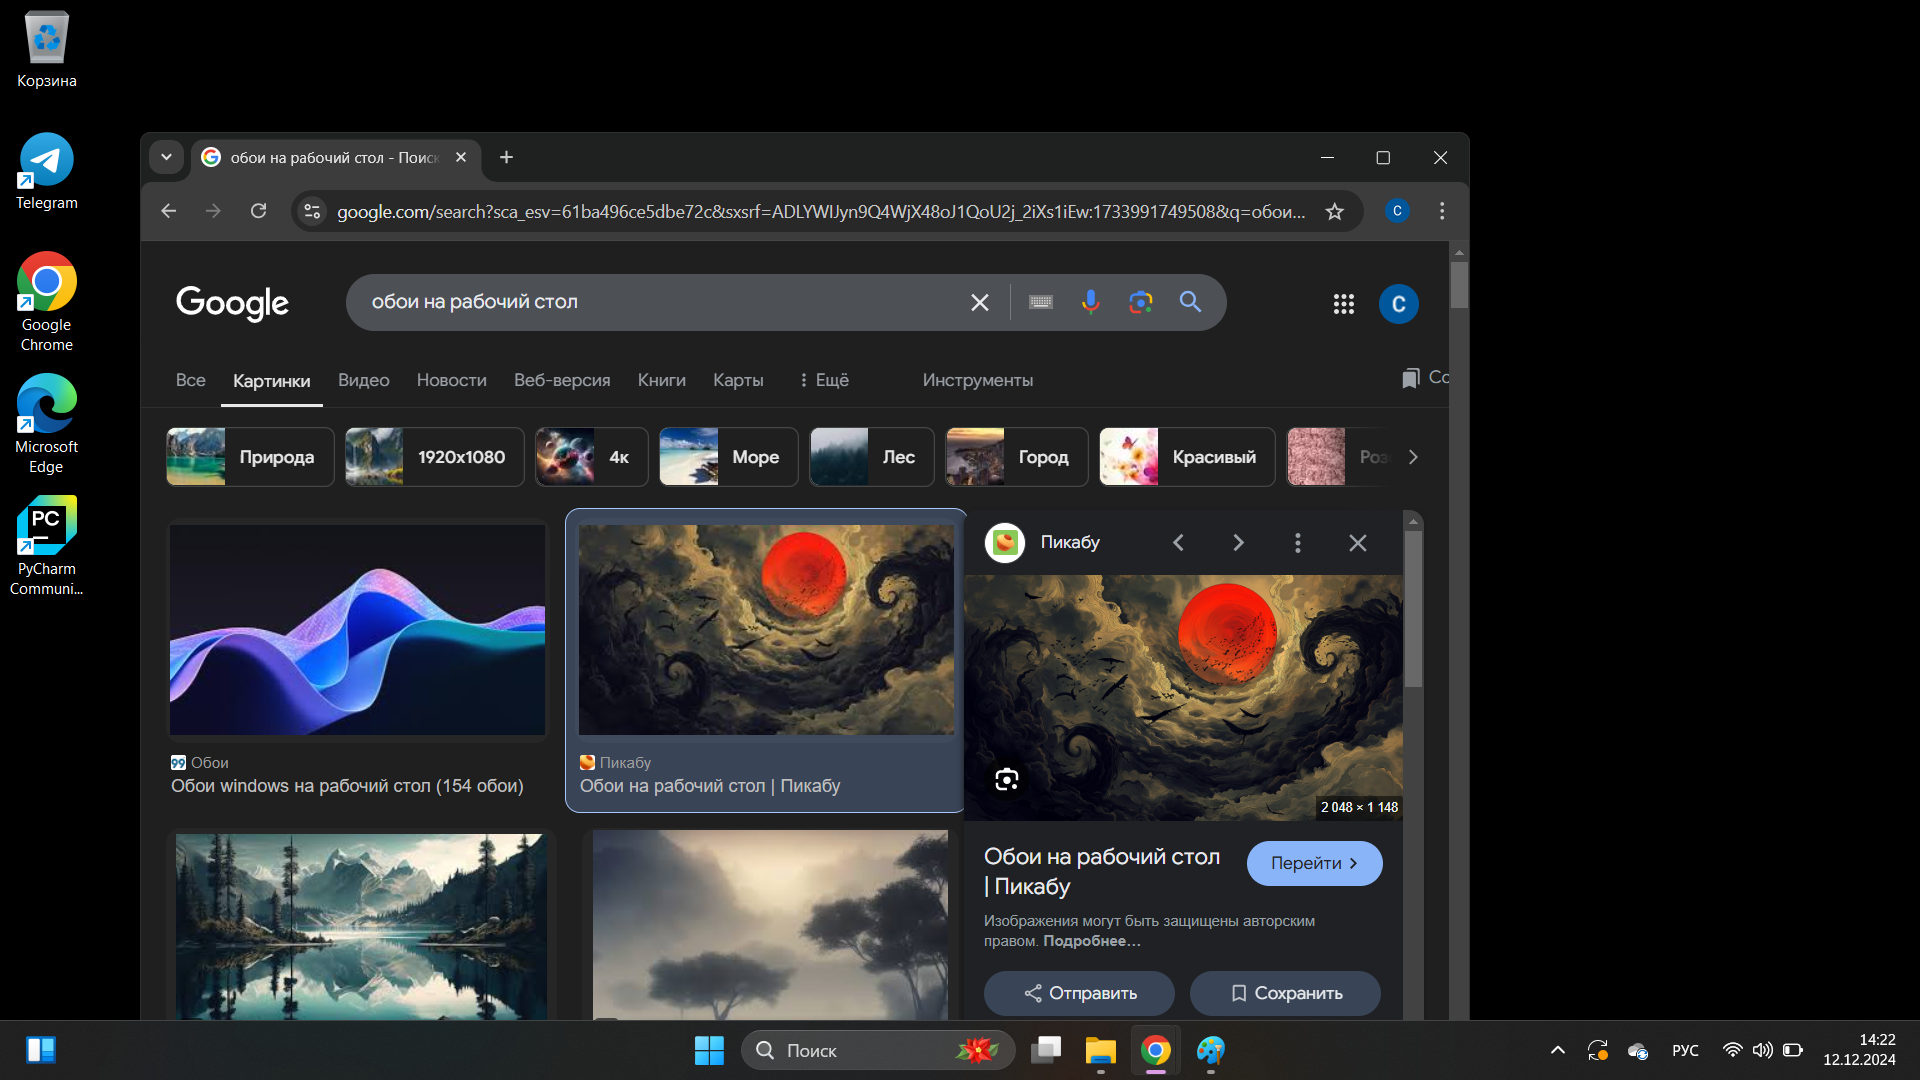 Корзина
Telegram
Google
Chrome
Microsoft
Edge
PC
PyCharm
Communi...
обои на рабочий стол - Поиск
google.com/search?sca_esv=61ba496ce5dbe72c&sxsrf=ADLYWIJyn9Q4WjX48oJ1QoU2j_2iXs1iEw:1733991749508&q=обои...
C
Google
обои на рабочий стол
C
Все
Картинки
Видео
Новости
Веб-версия
Книги
Карты
Ещё
Инструменты
Со
Природа
1920x1080
4к
Море
Лес
Город
Красивый
Роз
Пикабу
2 048 × 1 148
99 Обои
Обои windows на рабочий стол (154 обои)
Пикабу
Обои на рабочий стол | Пикабу
Обои на рабочий стол
| Пикабу
Перейти
Изображения могут быть защищены авторским
правом. Подробнее...
Отправить
Сохранить
Поиск
РУС
14:22
12.12.2024